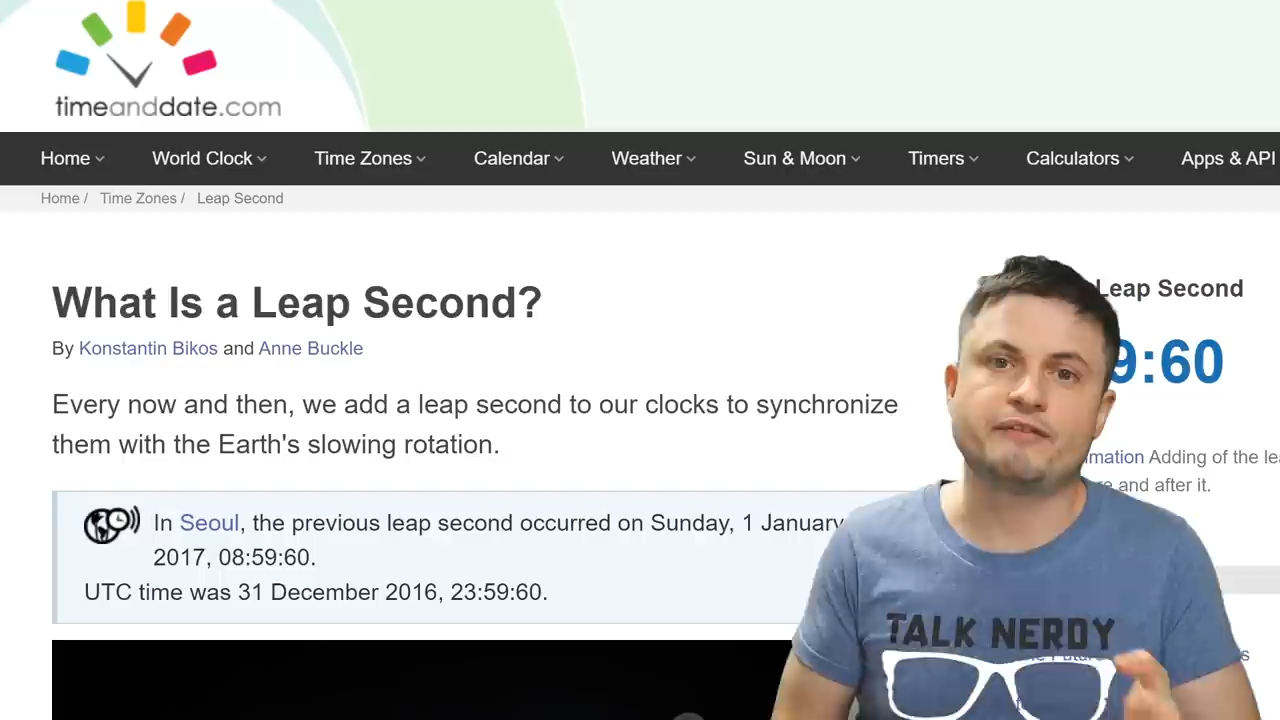 timeanddate.com
Home World Clock Time Zones Calendar Weather Sun & Moon Timers Calculators Apps & API
Home / Time Zones / Leap Second
What Is a Leap Second?
By Konstantin Bikos and Anne Buckle
Every now and then, we add a leap second to our clocks to synchronize
them with the Earth's slowing rotation.
In Seoul, the previous leap second occurred on Sunday, 1 January
2017, 08:59:60.
UTC time was 31 December 2016, 23:59:60.
Leap Second
9:60
Adding of the
and after it.
TALK NERDY